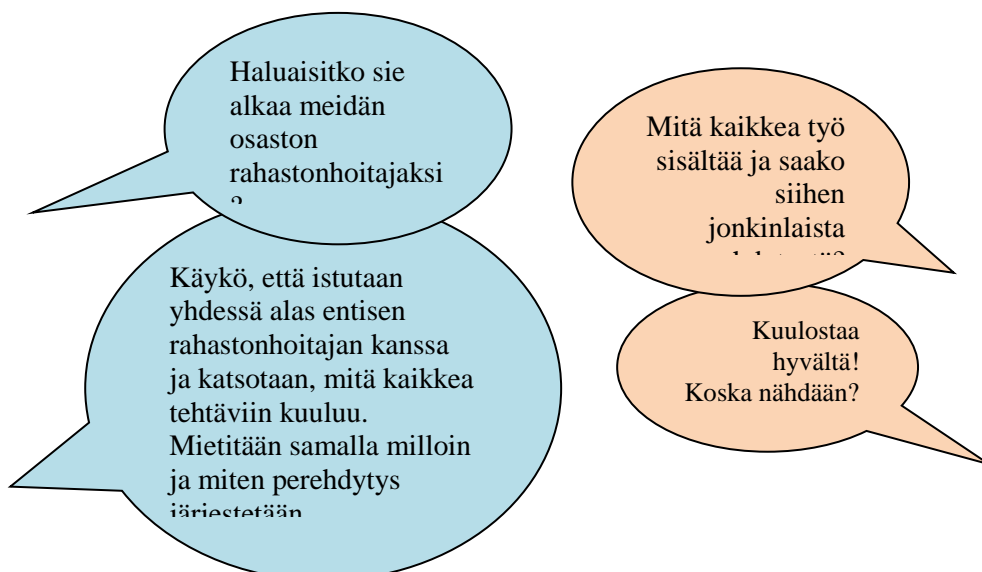 Haluaisitko sie
alkaa meidän
osaston
rahastonhoitajaksi
?
Mitä kaikkea työ
sisältää ja saako
siihen
jonkinlaista
Käykö, että istutaan
yhdessä alas entisen
rahastonhoitajan kanssa
ja katsotaan, mitä kaikkea
tehtäviin kuuluu.
Mietitään samalla milloin
ja miten perehdytys
järjestetään
Kuulostaa
hyvältä!
Koska nähdään?